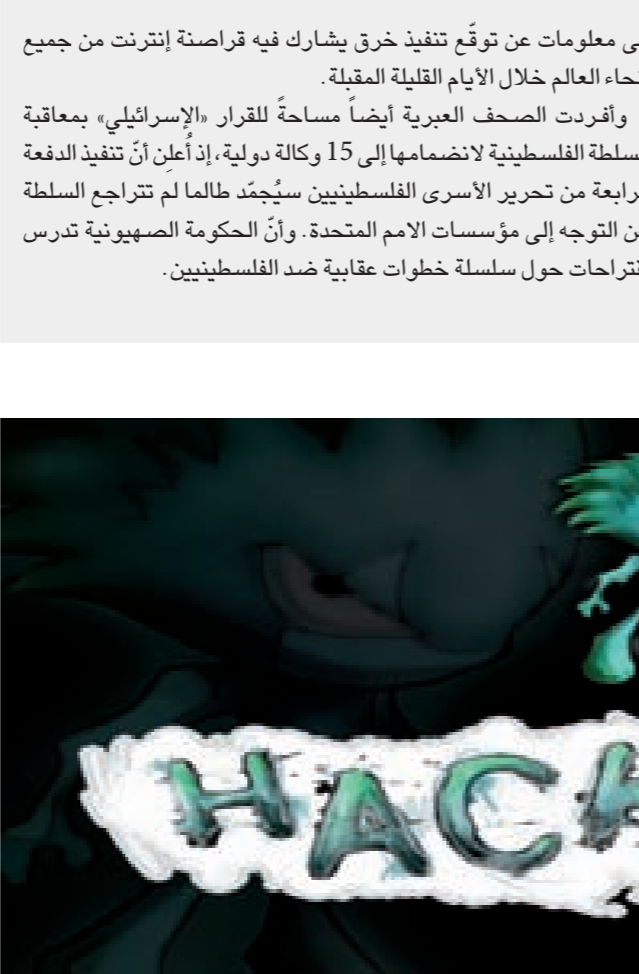 ى معلومات عن توقّع تنفيذ خرق يشارك فيه قراصنة إنترنت من جميع
نحاء العالم خلال الأيام القليلة المقبلة.
وأفردت الصحف العبرية أيضاً مساحةً للقرار «الإسرائيلي» بمعاقبة
سلطة الفلسطينية لانضمامها إلى 15 وكالة دولية، إذ أُعلِن أنّ تنفيذ الدفعة
رابعة من تحرير الأسرى الفلسطينيين سيُجمّد طالما لم تتراجع السلطة
ن التوجه إلى مؤسسات الامم المتحدة. وأنّ الحكومة الصهيونية تدرس
نتراحات حول سلسلة خطوات عقابية ضد الفلسطينيين.
HACK